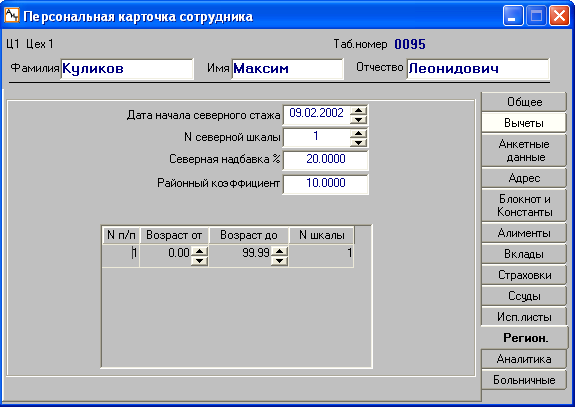 Персональная карточка сотрудника
Ц1 Цех 1
Таб.номер 0095
Фамилия Куликов Имя Максим Отчество Леонидович
Дата начала северного стажа 09.02.2002
N северной шкалы 1
Северная надбавка % 20.0000
Районный коэффициент 10.0000
N п/п Возраст от Возраст до N шкалы
1 0.00 99.99 1
Общее
Вычеты
Анкетные
данные
Адрес
Блокнот и
Константы
Алименты
Вклады
Страховки
Ссуды
Исп.листы
Регион.
Аналитика
Больничные